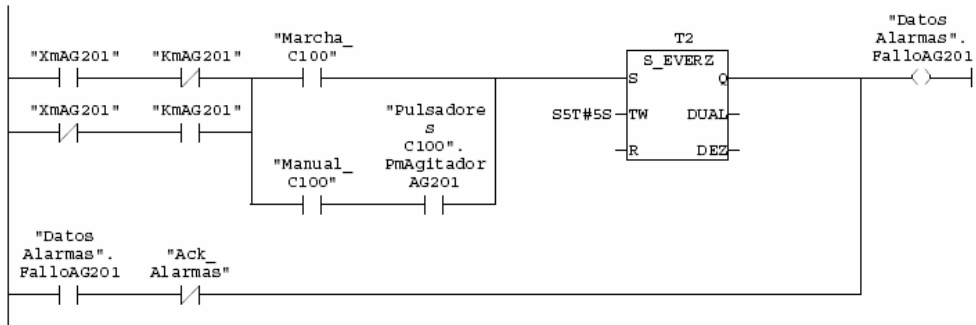 "Datos
Alarmas".
FalloAG201
"Marcha_
C100"
T2
"XmAG201" "KmAG201"
S_EVERZ
S Q
"XmAG201" "KmAG201"
"Pulsadore
s
C100".
PmAgitador
AG201
S5T#5S TW DUAL
R DEZ
"Manual_
C100"
"Datos
Alarmas".
FalloAG201
"Ack_
Alarmas"